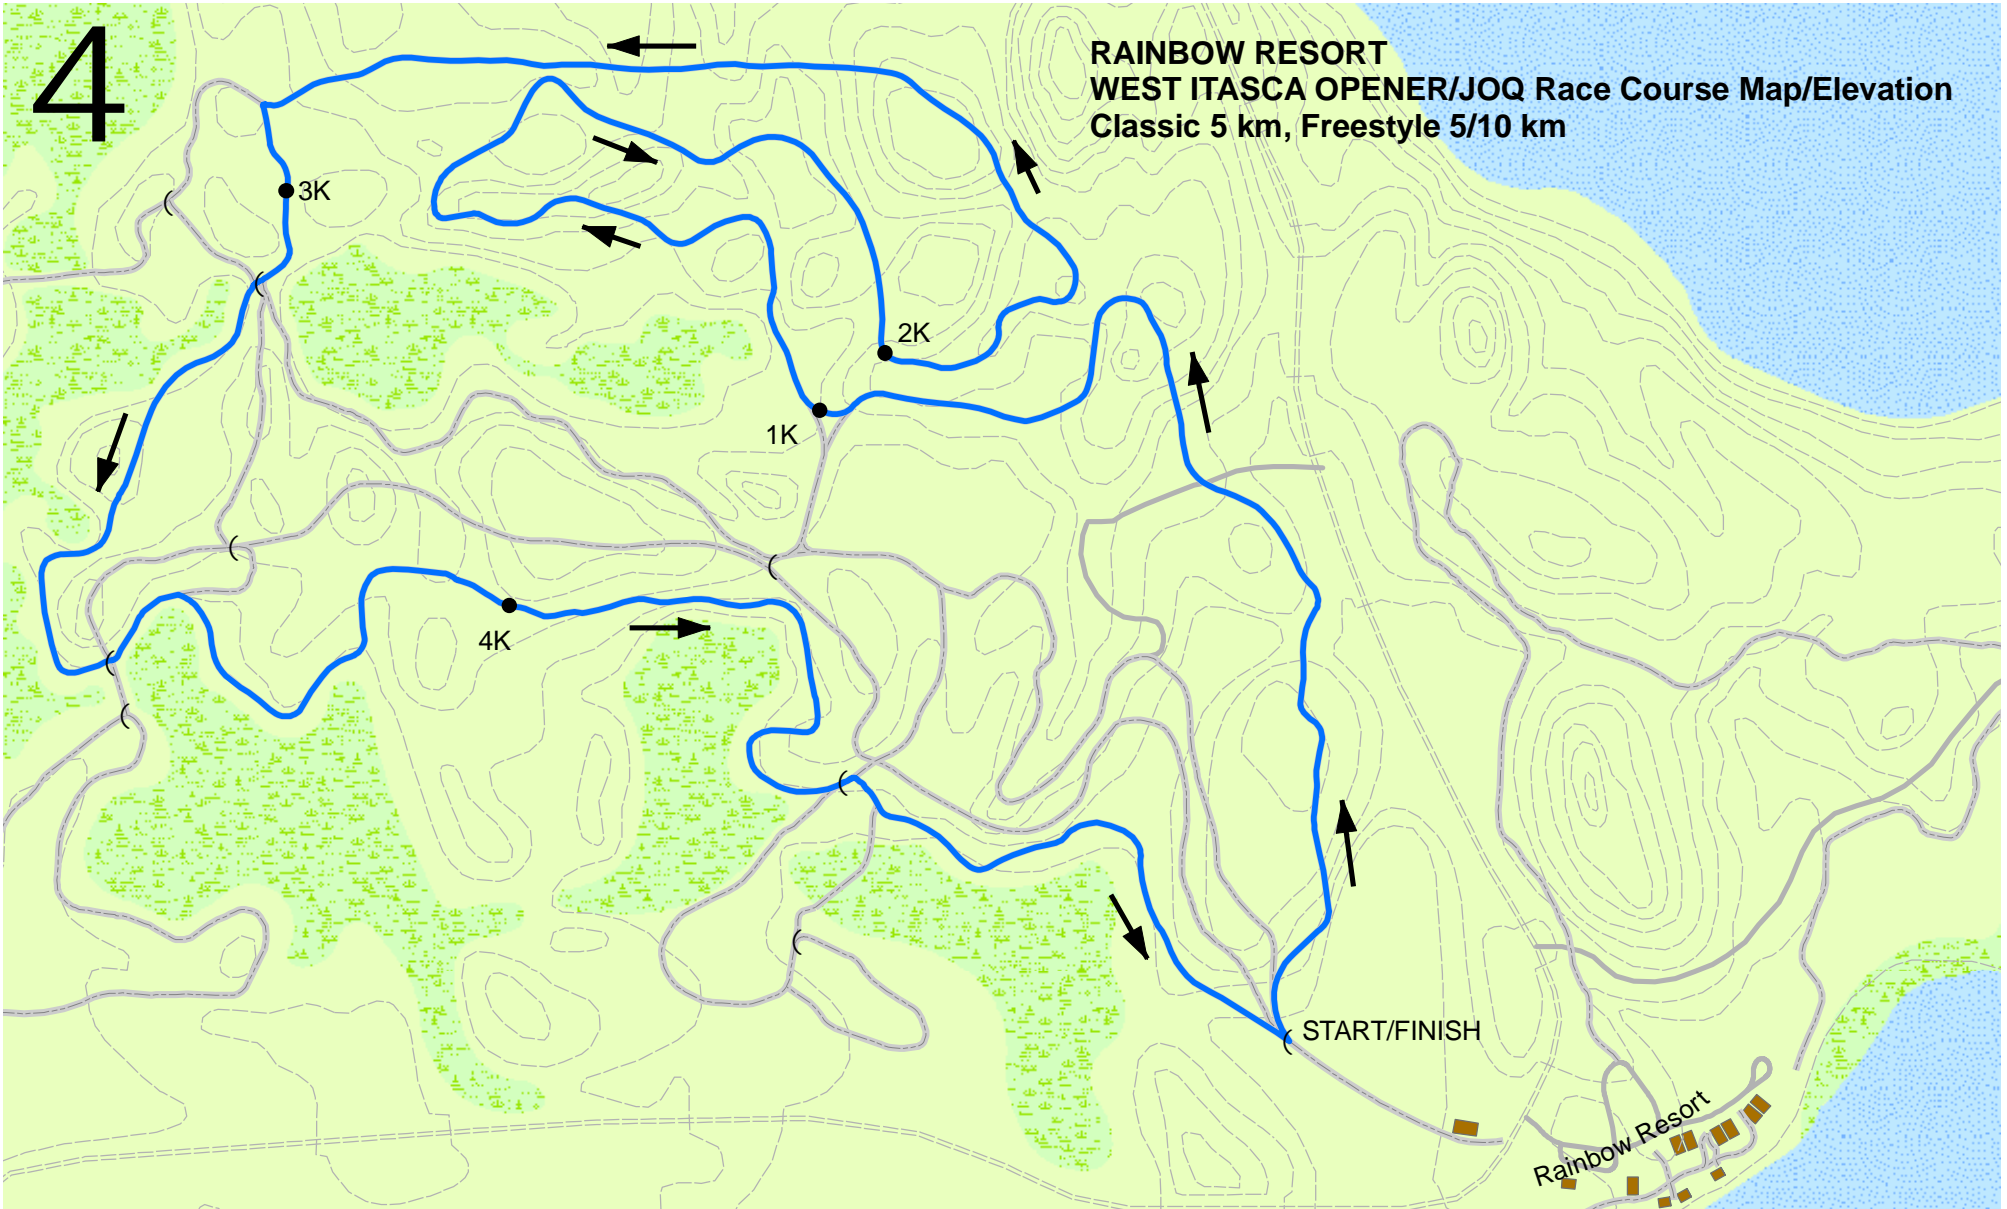 4
RAINBOW RESORT
WEST ITASCA OPENER/JOQ Race Course Map/Elevation
Classic 5 km, Freestyle 5/10 km
3K
2K
1K
4K
START/FINISH
Rainbow Resort